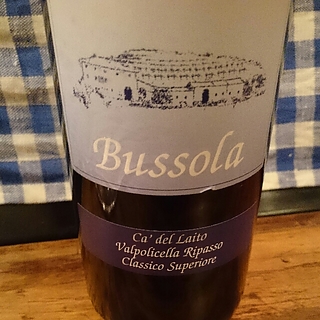 Bussola
Ca' del Laito
Valpolicella Ripasso
Classico Superiore